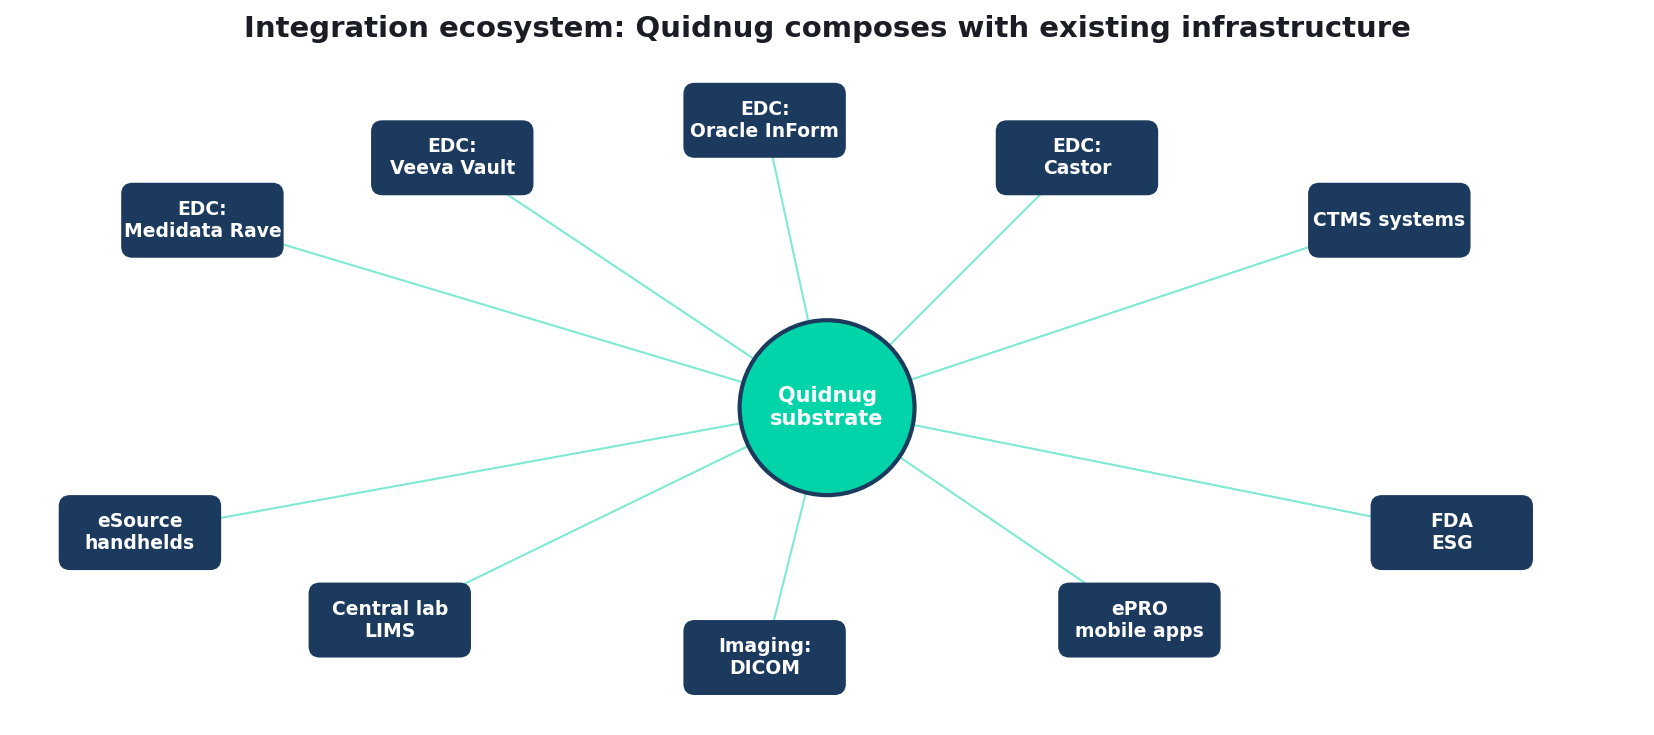 Integration ecosystem: Quidnug composes with existing infrastructure
EDC:
Oracle InForm
EDC:
Veeva Vault
EDC:
Castor
EDC:
Medidata Rave
CTMS systems
Quidnug
substrate
eSource
handhelds
FDA
ESG
Central lab
LIMS
ePRO
mobile apps
Imaging:
DICOM